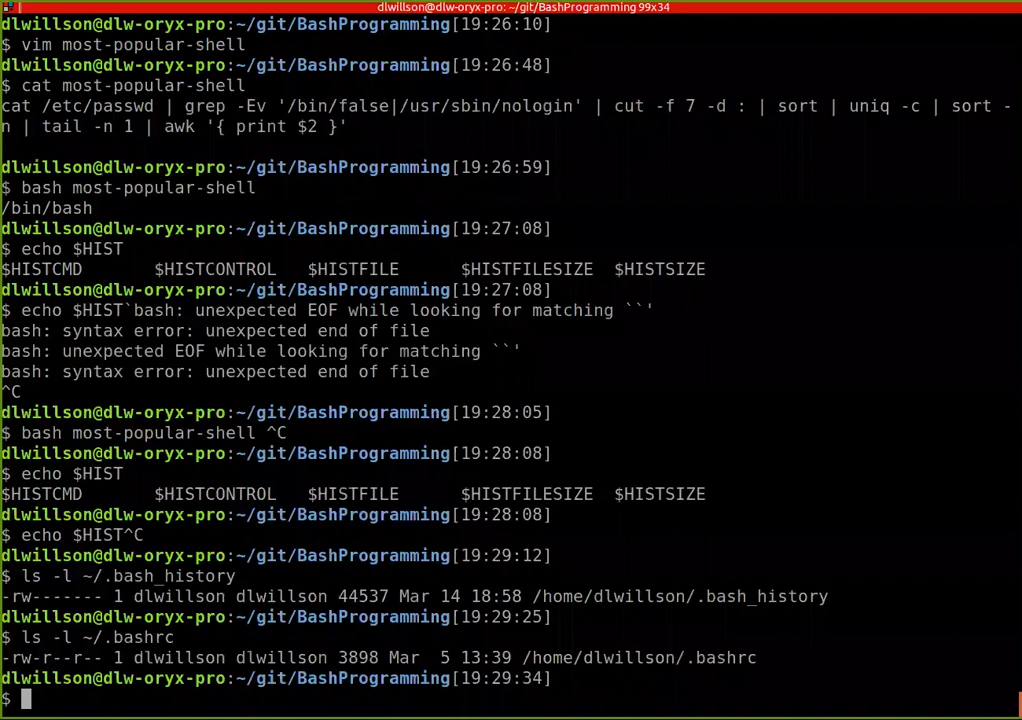 dlwillson@dlw-oryx-pro: ~/git/BashProgramming 99x34
dlwillson@dlw-oryx-pro:~/git/BashProgramming[19:26:10]
$ vim most-popular-shell
dlwillson@dlw-oryx-pro:~/git/BashProgramming[19:26:48]
$ cat most-popular-shell
cat /etc/passwd | grep -Ev '/bin/false|/usr/sbin/nologin' | cut -f 7 -d : | sort | uniq -c | sort -
n | tail -n 1 | awk '{ print $2 }'
dlwillson@dlw-oryx-pro:~/git/BashProgramming[19:26:59]
$ bash most-popular-shell
/bin/bash
dlwillson@dlw-oryx-pro:~/git/BashProgramming[19:27:08]
$ echo $HIST
$HISTCMD       $HISTCONTROL   $HISTFILE      $HISTFILESIZE  $HISTSIZE
dlwillson@dlw-oryx-pro:~/git/BashProgramming[19:27:08]
$ echo $HIST`bash: unexpected EOF while looking for matching ``'
bash: syntax error: unexpected end of file
bash: unexpected EOF while looking for matching ``'
bash: syntax error: unexpected end of file
^C
dlwillson@dlw-oryx-pro:~/git/BashProgramming[19:28:05]
$ bash most-popular-shell ^C
dlwillson@dlw-oryx-pro:~/git/BashProgramming[19:28:08]
$ echo $HIST
$HISTCMD       $HISTCONTROL   $HISTFILE      $HISTFILESIZE  $HISTSIZE
dlwillson@dlw-oryx-pro:~/git/BashProgramming[19:28:08]
$ echo $HIST^C
dlwillson@dlw-oryx-pro:~/git/BashProgramming[19:29:12]
$ ls -l ~/.bash_history
-rw------- 1 dlwillson dlwillson 44537 Mar 14 18:58 /home/dlwillson/.bash_history
dlwillson@dlw-oryx-pro:~/git/BashProgramming[19:29:25]
$ ls -l ~/.bashrc
-rw-r--r-- 1 dlwillson dlwillson 3898 Mar  5 13:39 /home/dlwillson/.bashrc
dlwillson@dlw-oryx-pro:~/git/BashProgramming[19:29:34]
$